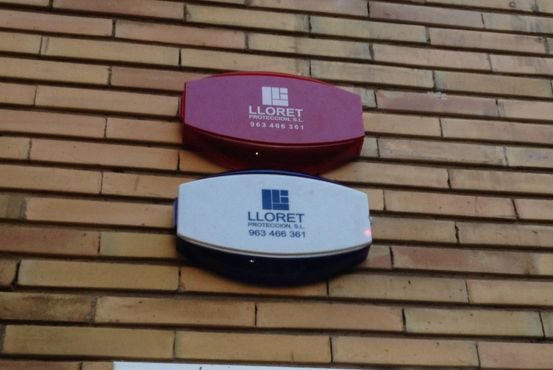 LLORET
PROTECCION, S.L.
963 466 361
LLORET
PROTECCION, S.L.
963 466 361